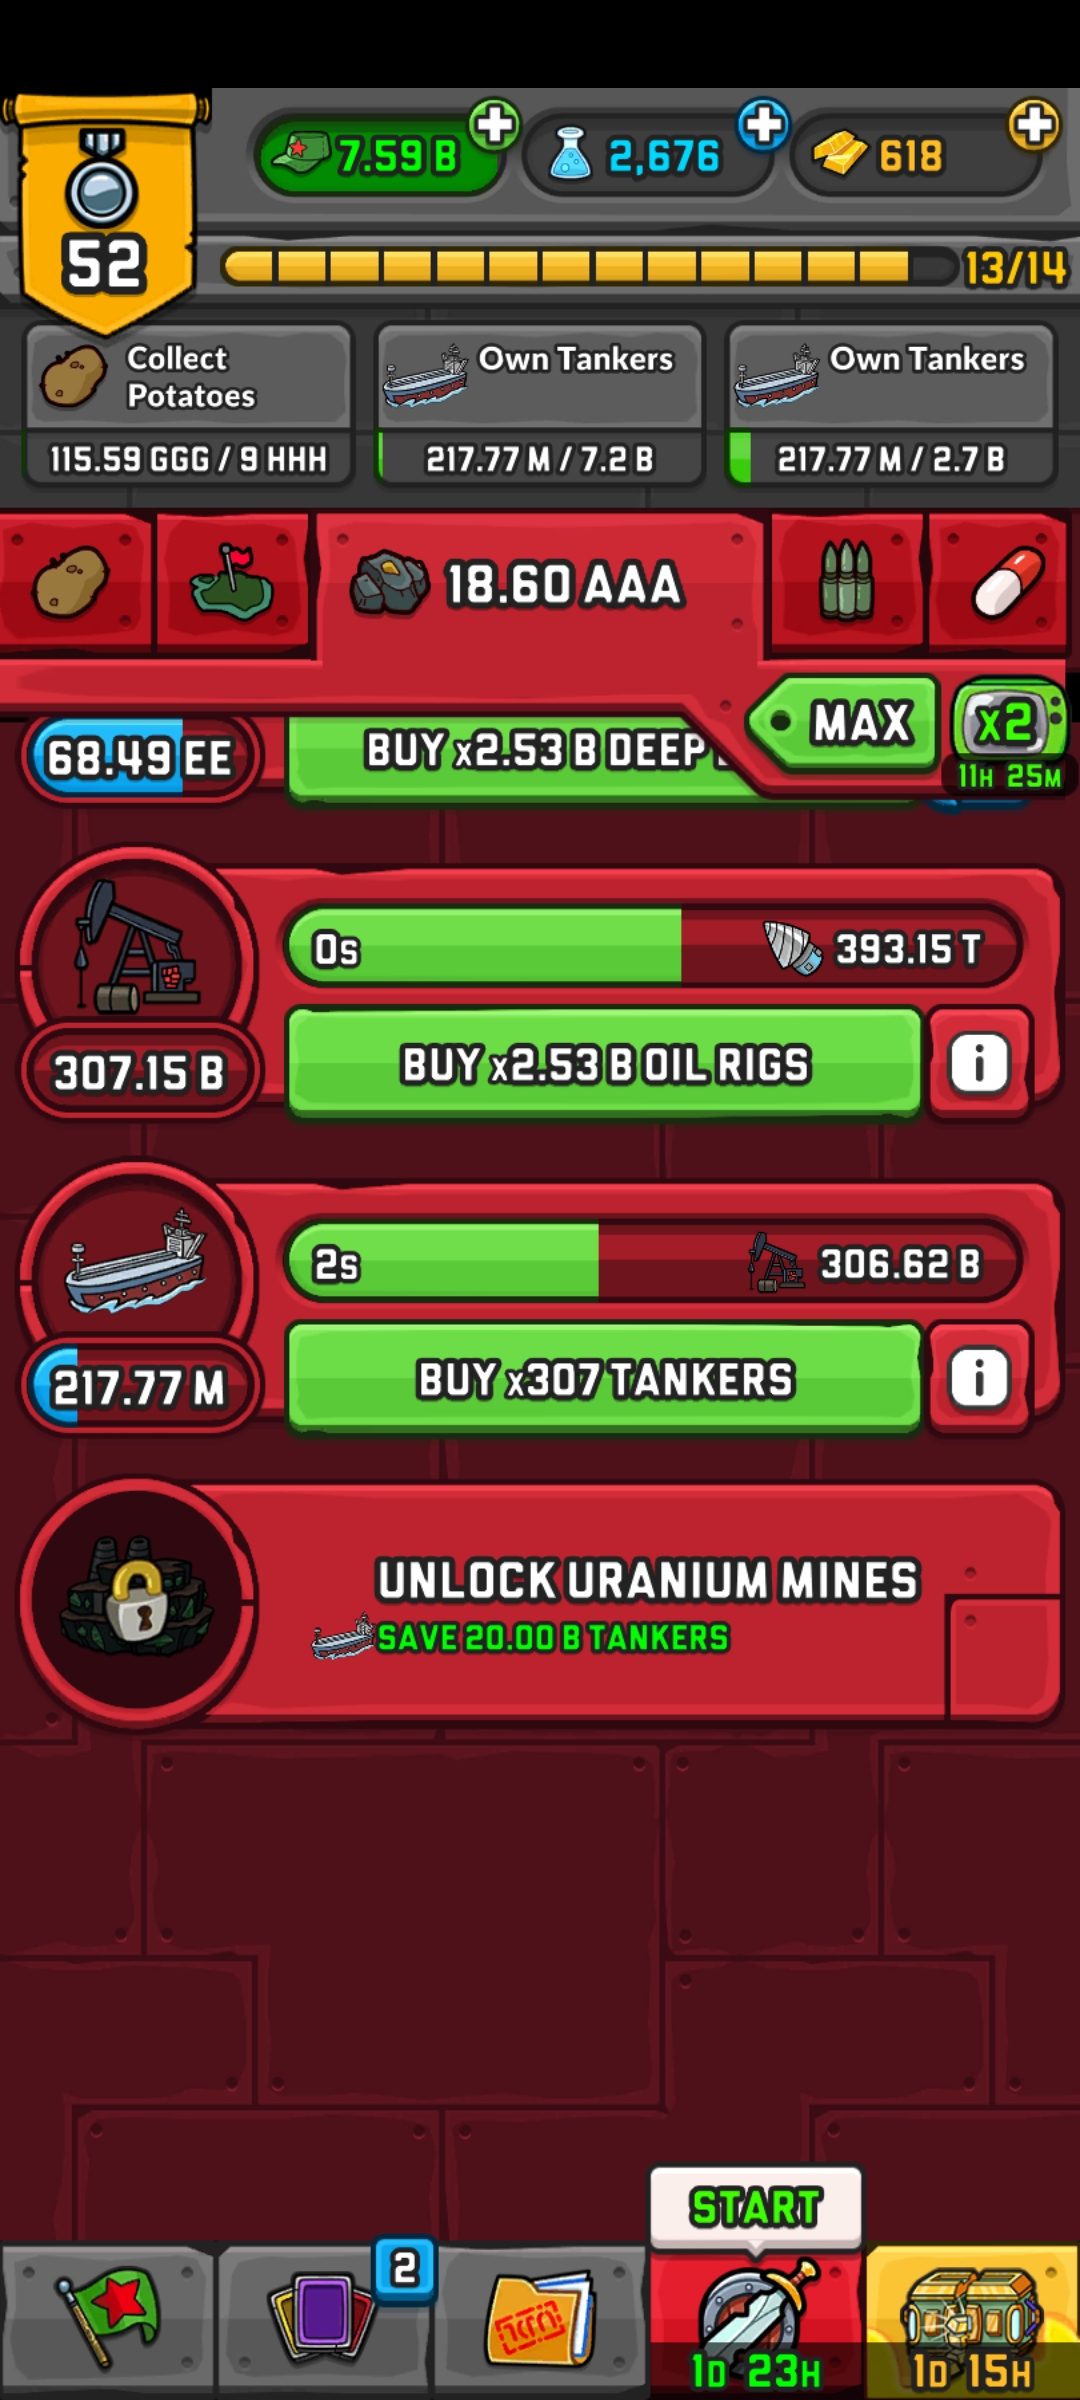 7.59 B
2,676
618
52
13/14
Collect
Potatoes
115.59 GGG / 9 HHH
Own Tankers
217.77 M / 7.2 B
Own Tankers
217.77 M / 2.7 B
18.60 AAA
MAX
x2
11H 25M
68.49 EE
BUY x2.53 B DEEP
0s
393.15 T
307.15 B
BUY x2.53 B OIL RIGS
i
2s
306.62 B
217.77 M
BUY x307 TANKERS
i
UNLOCK URANIUM MINES
SAVE 20.00 B TANKERS
START
2
1D 23H
1D 15H